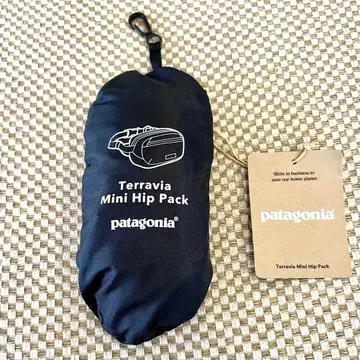 Terravia
Mini Hip Pack
patagonia®
We're in business to
save our home planet.
patagonia®
Terravia Mini Hip Pack